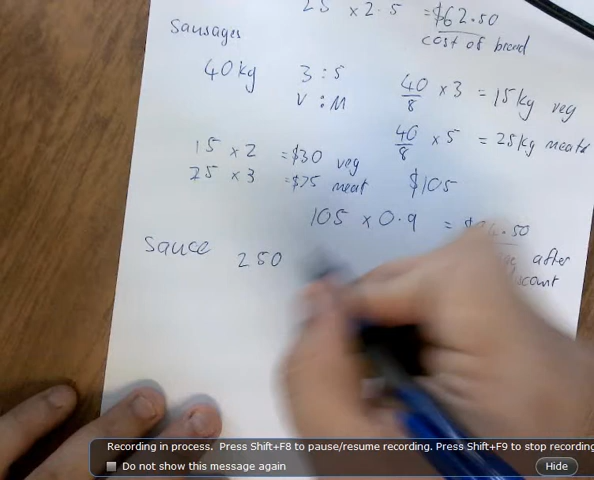 25 x 2.5 = $62.50
cost of bread
Sausages
40kg 3 : 5 40/8 x 3 = 15kg veg
V : M
40/8 x 5 = 25kg meat
15 x 2 = $30 veg
25 x 3 = $75 meat $105
105 x 0.9 = .50
after
Sauce 250
Recording in process. Press Shift+F8 to pause/resume recording. Press Shift+F9 to stop recording
Do not show this message again
Hide